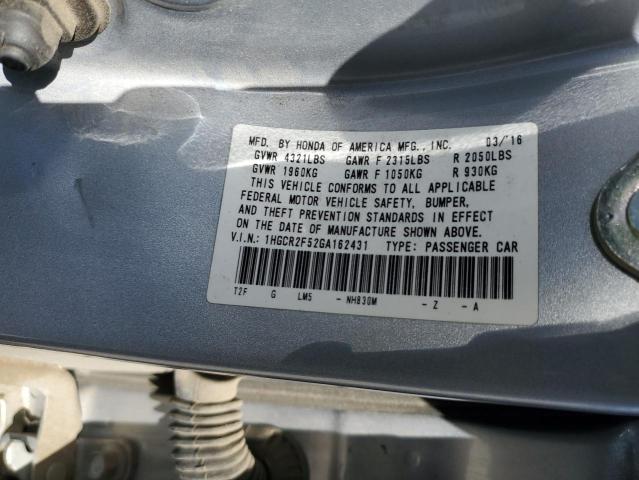 MFD. BY HONDA OF AMERICA MFG., INC. 03/'16
GVWR 4321LBS GAWR F 2315LBS R 2050LBS
GVWR 1960KG GAWR F 1050KG R 930KG
THIS VEHICLE CONFORMS TO ALL APPLICABLE
FEDERAL MOTOR VEHICLE SAFETY, BUMPER,
AND THEFT PREVENTION STANDARDS IN EFFECT
ON THE DATE OF MANUFACTURE SHOWN ABOVE.
V.I.N.: 1HGCR2F52GA162431 TYPE: PASSENGER CAR
T2F G LM5 - NH830M - Z - A